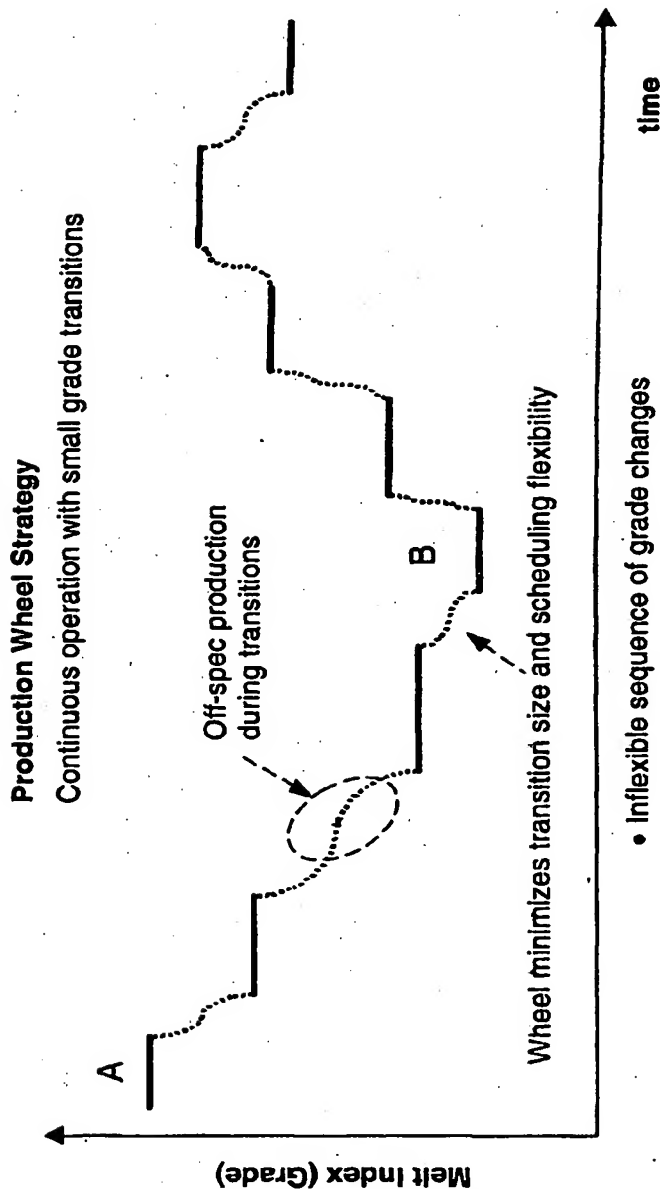 Production Wheel Strategy
Continuous operation with small grade transitions
A
Off-spec production
during transitions
B
Wheel minimizes transition size and scheduling flexibility
Melt Index (Grade)
time
• Inflexible sequence of grade changes